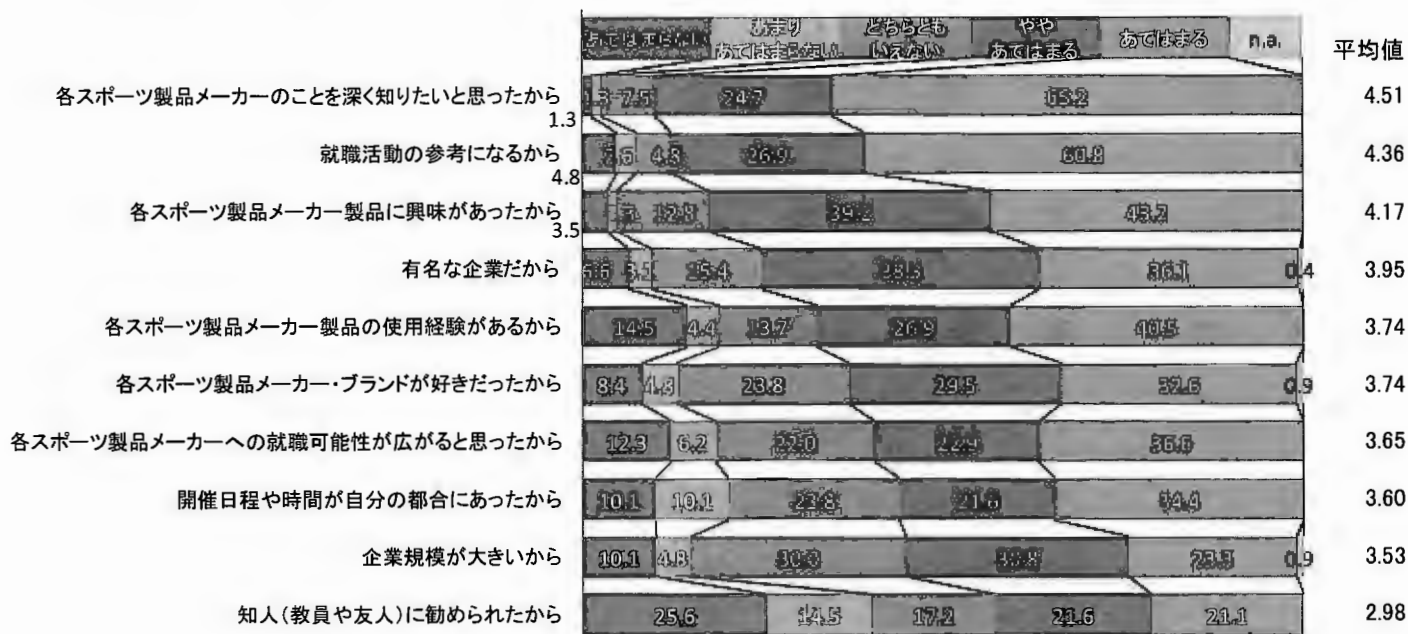 あてはまらない あまり どちらとも やや あてはまる n.a. 平均値
あてはまらない いえない あてはまる
各スポーツ製品メーカーのことを深く知りたいと思ったから 7.5 24.7 65.2 4.51
1.3
就職活動の参考になるから 4.8 26.9 60.8 4.36
4.8
各スポーツ製品メーカー製品に興味があったから 12.8 39.2 43.2 4.17
3.5
有名な企業だから 6.6 0.4 3.95
各スポーツ製品メーカー製品の使用経験があるから 14.5 4.4 13.7 26.9 40.5 3.74
各スポーツ製品メーカー・ブランドが好きだったから 8.4 4.8 23.8 29.5 32.6 0.9 3.74
各スポーツ製品メーカーへの就職可能性が広がると思ったから 12.3 6.2 22.0 22.9 36.6 3.65
開催日程や時間が自分の都合にあったから 10.1 10.1 23.8 21.6 34.4 3.60
企業規模が大きいから 10.1 4.8 23.3 0.9 3.53
知人(教員や友人)に勧められたから 25.6 14.5 17.2 21.6 21.1 2.98